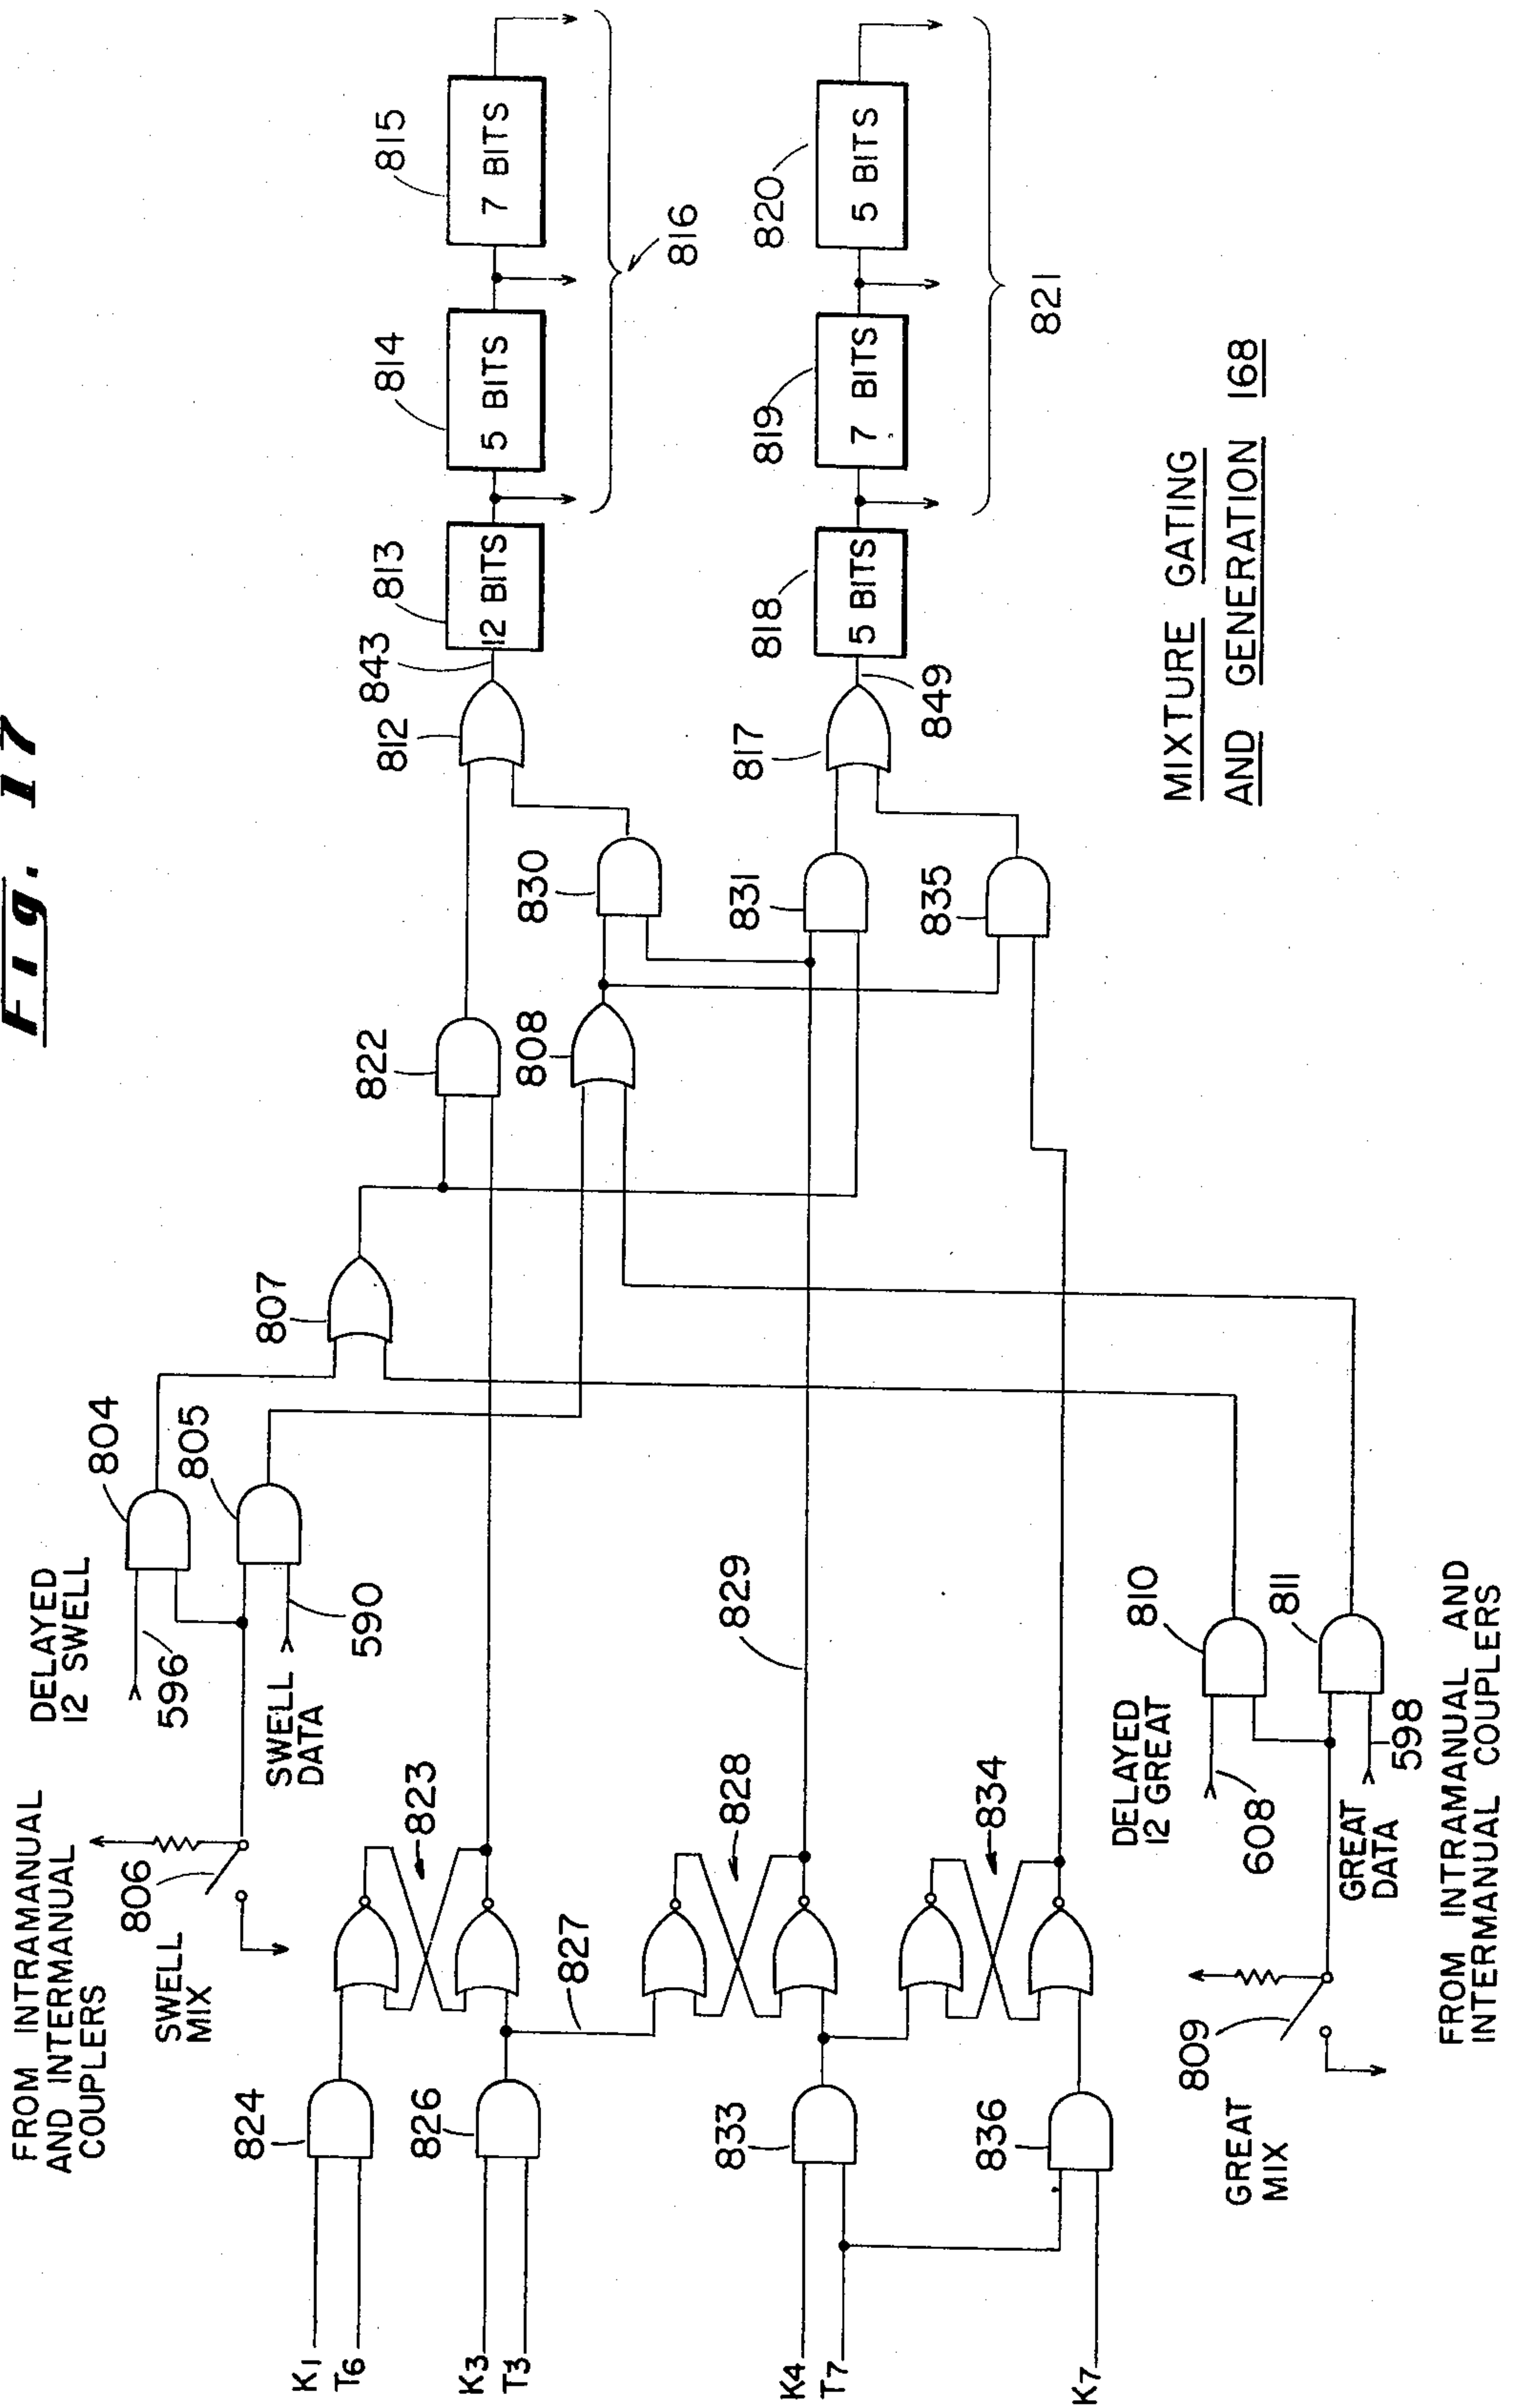 Fig. 17
FROM INTRAMANUAL
AND INTERMANUAL
COUPLERS
DELAYED
12 SWELL
804
805
596
590
SWELL
DATA
806
SWELL
MIX
807
822
808
812
843
813
12 BITS
814
5 BITS
815
7 BITS
816
830
831
835
817
849
818
5 BITS
819
7 BITS
820
5 BITS
821
K1
T6
824
823
K3
T3
826
827
828
829
K4
T7
833
834
K7
836
DELAYED
12 GREAT
810
811
608
598
GREAT
DATA
809
GREAT
MIX
FROM INTRAMANUAL AND
INTERMANUAL COUPLERS
MIXTURE GATING
AND GENERATION 168